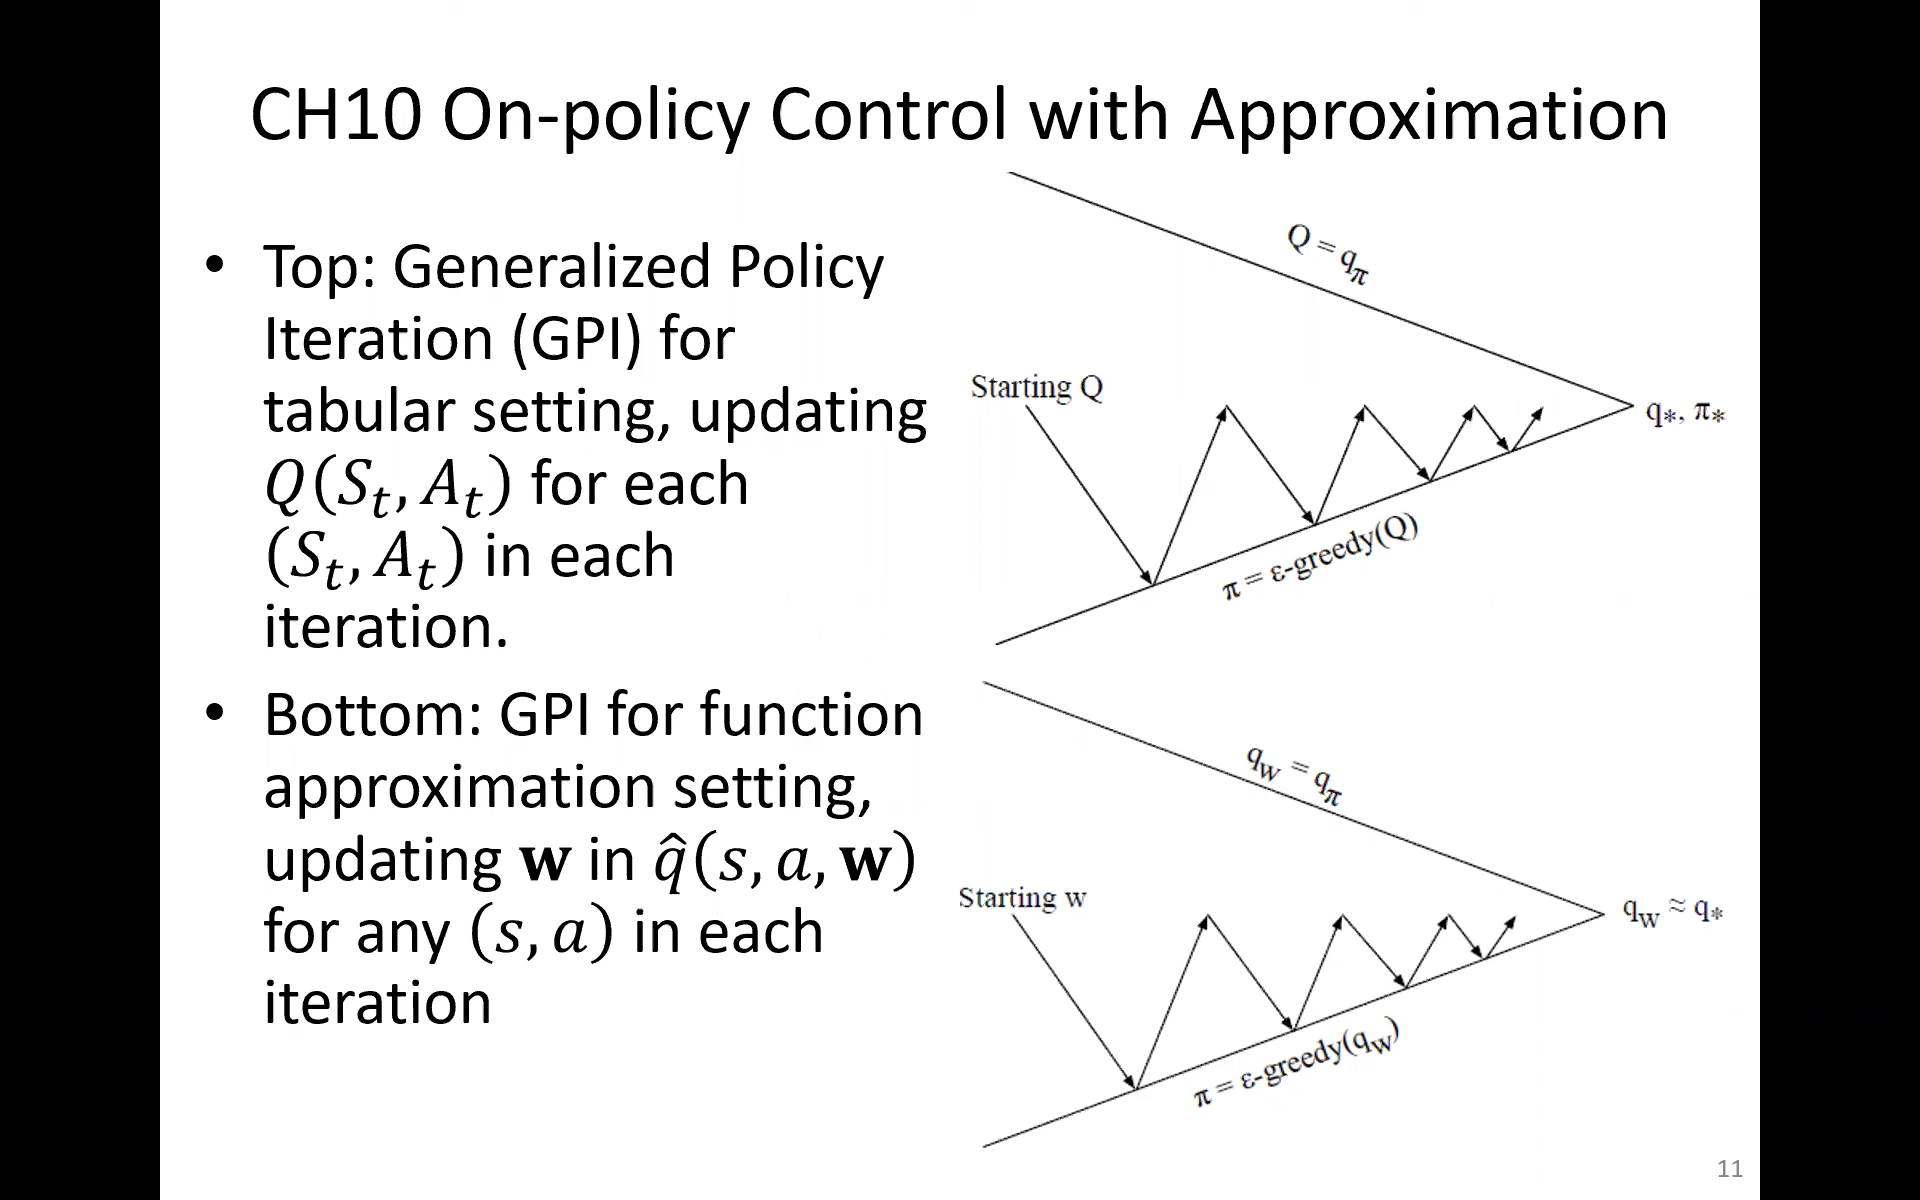 CH10 On-policy Control with Approximation
• Top: Generalized Policy
Iteration (GPI) for
tabular setting, updating
Q(Sₜ, Aₜ) for each
(Sₜ, Aₜ) in each
iteration.
• Bottom: GPI for function
approximation setting,
updating w in q̂(s, a, w)
for any (s, a) in each
iteration
Q = qπ
Starting Q
q*, π*
π = ε-greedy(Q)
qw = qπ
Starting w
qw ≈ q*
π = ε-greedy(qw)
11